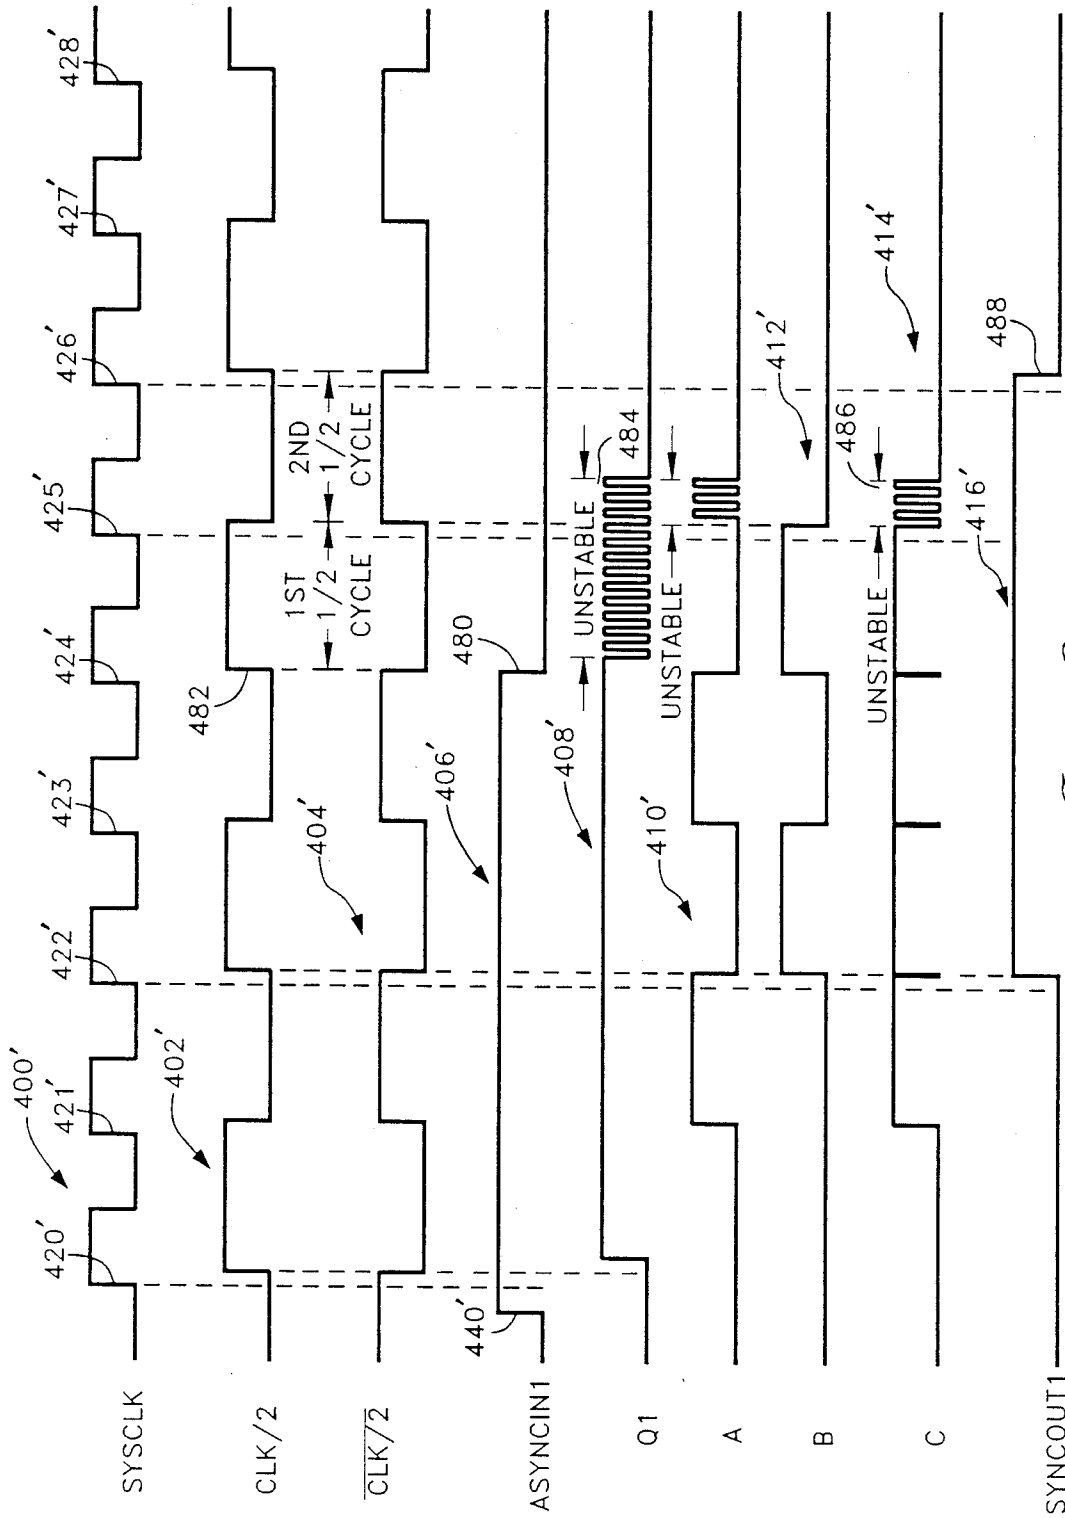 SYSCLK
400'
420'
421'
422'
423'
424'
425'
426'
427'
428'
CLK/2
402'
482
1ST
1/2
CYCLE
2ND
1/2
CYCLE
CLK/2
404'
ASYNCIN1
440'
406'
480
Q1
408'
UNSTABLE
484
A
410'
UNSTABLE
B
412'
C
UNSTABLE
486
414'
SYNCOUT1
416'
488